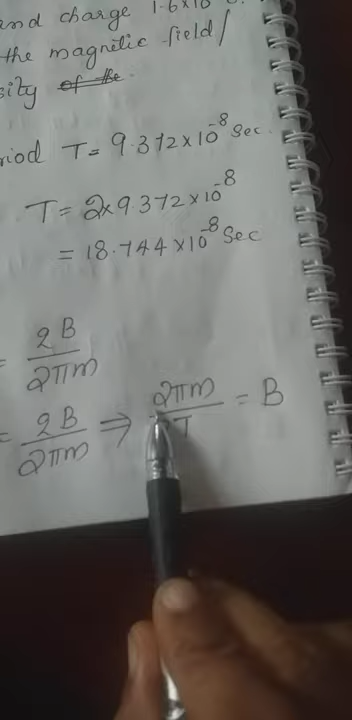 and charge 1.6×10
the magnetic field/
sity of the
riod T = 9.372×10⁻⁸ Sec.
T = 2×9.372×10⁻⁸
= 18.744×10⁻⁸ Sec
= qB/2πm
= qB/2πm ⇒ 2πm/qT = B